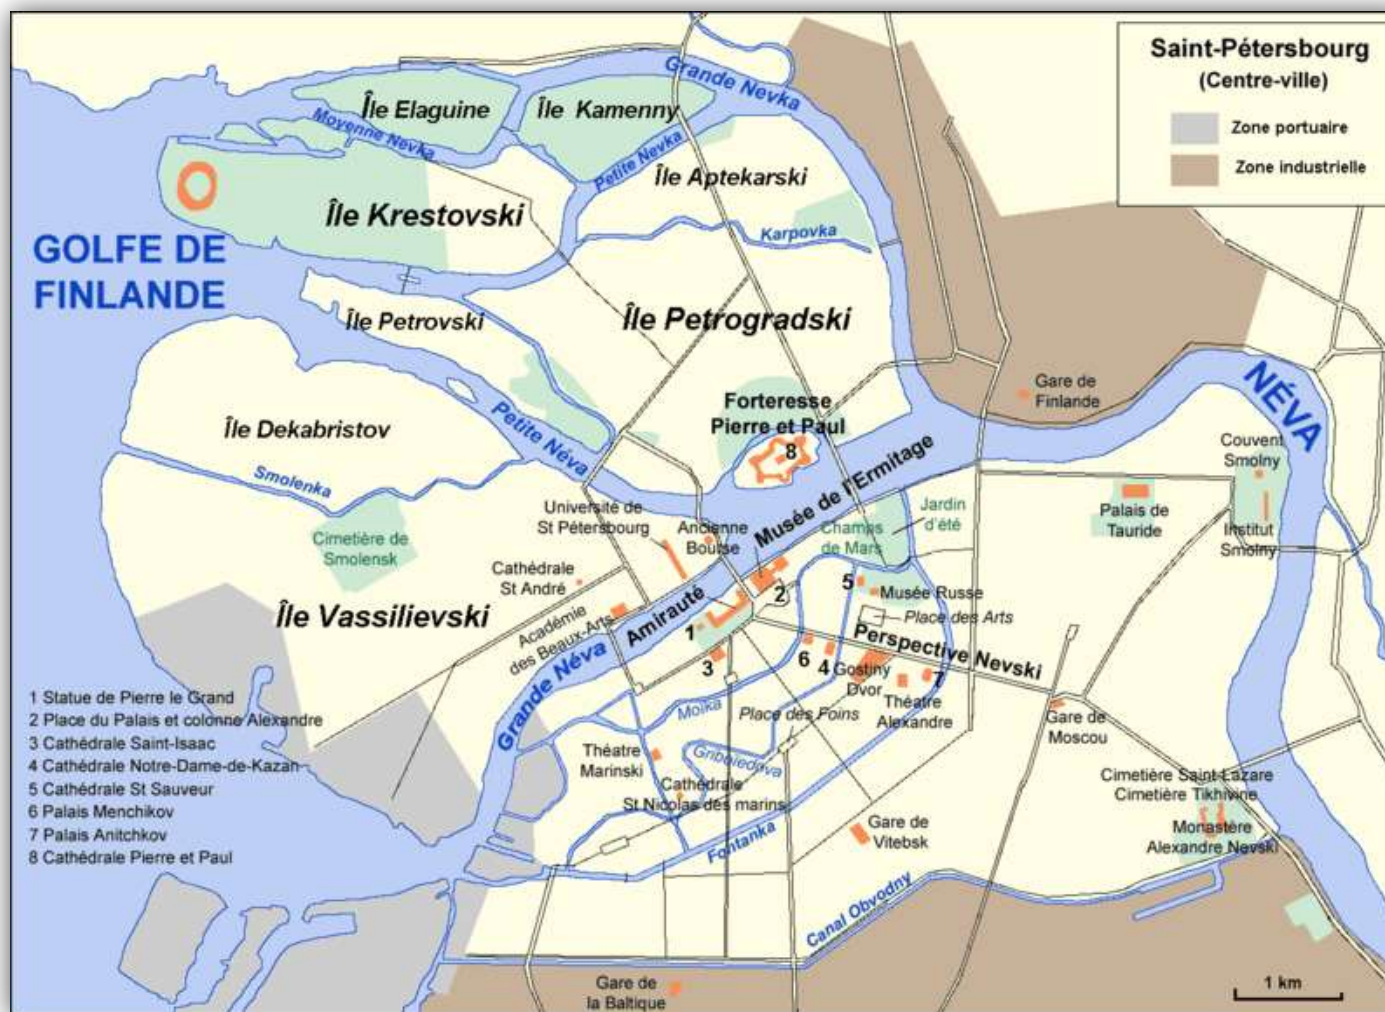 Saint-Pétersbourg
(Centre-ville)
Zone portuaire
Zone industrielle
Grande Nevka
Île Elaguine
Île Kamenny
Moyenne Nevka
Petite Nevka
Île Aptekarski
Île Krestovski
Karpovka
GOLFE DE
FINLANDE
Île Petrovski
Île Petrogradski
Gare de
Finlande
NÉVA
Forteresse
Pierre et Paul
8
Île Dekabristov
Petite Néva
Smolenka
Couvent
Smolny
Musée de l'Ermitage
Université de
St Pétersbourg
Ancienne
Bourse
Champs
de Mars
Jardin
d'été
Palais de
Tauride
Institut
Smolny
Cimetière de
Smolensk
Cathédrale
St André
5
Musée Russe
2
Place des Arts
Île Vassilievski
Académie
des Beaux-Arts
Amirauté
1
3
6
4
Perspective Nevski
Gostiny
Dvor
7
Théatre
Alexandre
Grande Néva
Moïka
Place des Foins
Gare de
Moscou
Griboïedova
Théatre
Marinski
Cathédrale
St Nicolas des marins
Cimetière Saint-Lazare
Cimetière Tikhivine
Monastère
Alexandre Nevski
Fontanka
Gare de
Vitebsk
Canal Obvodny
Gare de
la Baltique
1 km
1 Statue de Pierre le Grand
2 Place du Palais et colonne Alexandre
3 Cathédrale Saint-Isaac
4 Cathédrale Notre-Dame-de-Kazan
5 Cathédrale St Sauveur
6 Palais Menchikov
7 Palais Anitchkov
8 Cathédrale Pierre et Paul